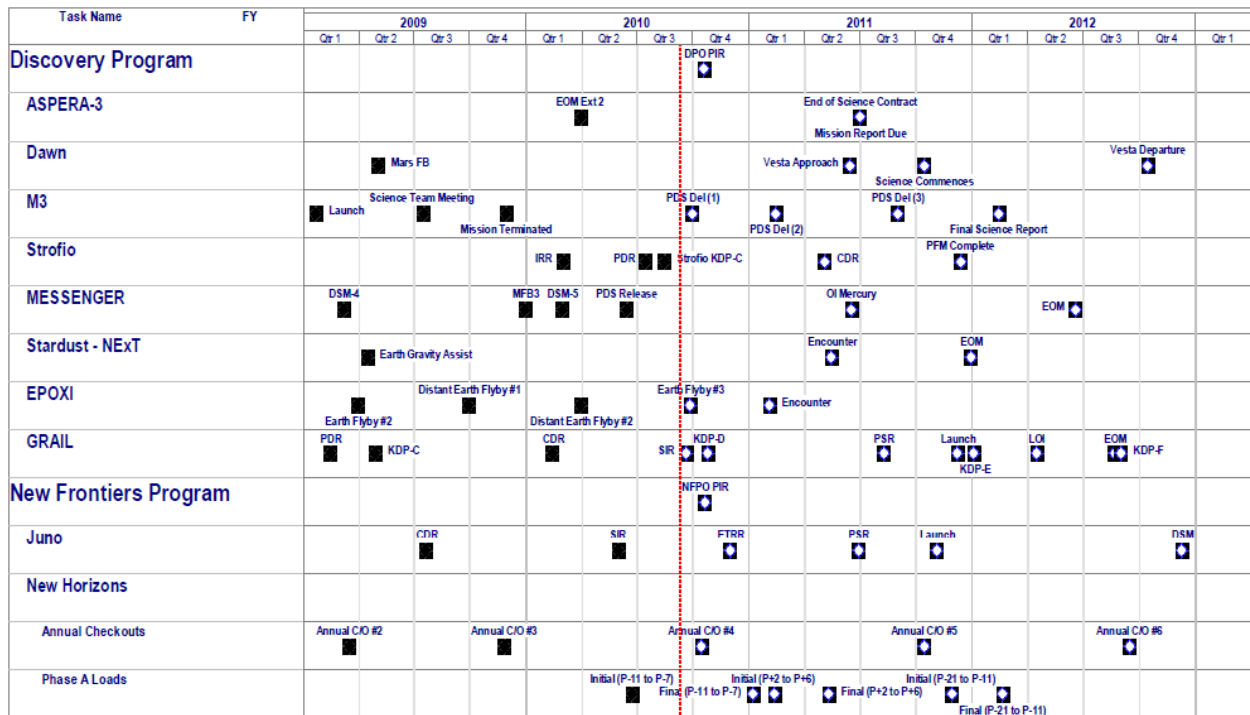 Task Name FY 2009 2010 2011 2012
Qtr 1 Qtr 2 Qtr 3 Qtr 4 Qtr 1 Qtr 2 Qtr 3 Qtr 4 Qtr 1 Qtr 2 Qtr 3 Qtr 4 Qtr 1 Qtr 2 Qtr 3 Qtr 4 Qtr 1
Discovery Program
DPO PIR
ASPERA-3
EOM Ext 2 End of Science Contract
Mission Report Due
Dawn
Mars FB Vesta Approach Vesta Departure
Science Commences
M3
Science Team Meeting PDS Del (1) PDS Del (3)
Launch
Mission Terminated PDS Del (2) Final Science Report
Strofio
PFM Complete
IRR PDR Strofio KDP-C CDR
MESSENGER
DSM-4 MFB3 DSM-5 PDS Release OI Mercury
EOM
Stardust - NExT
Encounter EOM
Earth Gravity Assist
EPOXI
Distant Earth Flyby #1 Earth Flyby #3
Encounter
Earth Flyby #2 Distant Earth Flyby #2
GRAIL
PDR CDR KDP-D PSR Launch LOI EOM
KDP-C SIR KDP-F
KDP-E
New Frontiers Program
NFPO PIR
Juno
CDR SIR ETRR PSR Launch DSM
New Horizons
Annual Checkouts
Annual C/O #2 Annual C/O #3 Annual C/O #4 Annual C/O #5 Annual C/O #6
Phase A Loads
Initial (P-11 to P-7) Initial (P+2 to P+6) Initial (P-21 to P-11)
Final (P-11 to P-7) Final (P+2 to P+6)
Final (P-21 to P-11)